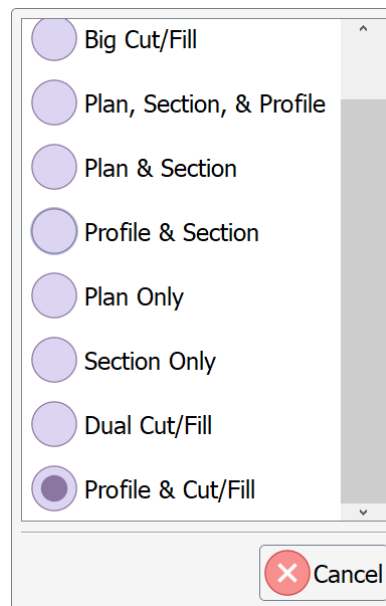 Big Cut/Fill
Plan, Section, & Profile
Plan & Section
Profile & Section
Plan Only
Section Only
Dual Cut/Fill
Profile & Cut/Fill
Cancel